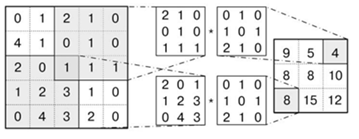 0 1 2 1 0
4 1 0 1 0
2 0 1 1 1
1 2 3 1 0
0 4 3 2 0
2 1 0
0 1 0
1 1 1
*
0 1 0
1 0 1
2 1 0
2 0 1
1 2 3
0 4 3
*
0 1 0
1 0 1
2 1 0
9 5 4
8 8 10
8 15 12